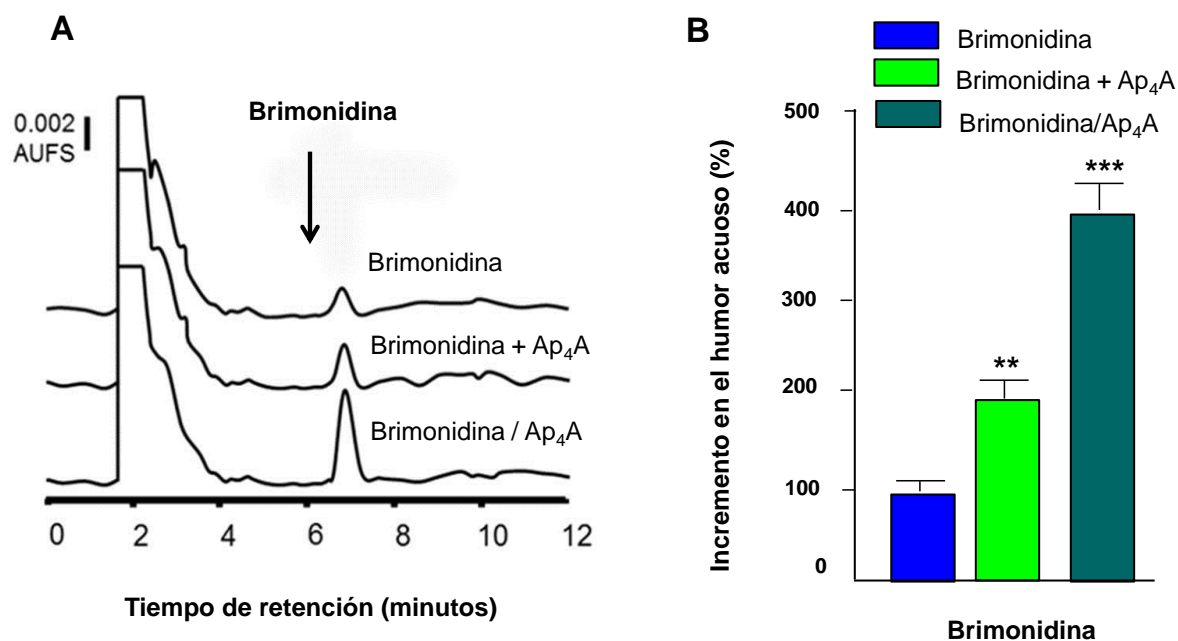 A
0.002
AUFS
Brimonidina
Brimonidina
Brimonidina + Ap₄A
Brimonidina / Ap₄A
0 2 4 6 8 10 12
Tiempo de retención (minutos)
B
Brimonidina
Brimonidina + Ap₄A
Brimonidina/Ap₄A
Incremento en el humor acuoso (%)
500
400
300
200
100
0
**
***
Brimonidina